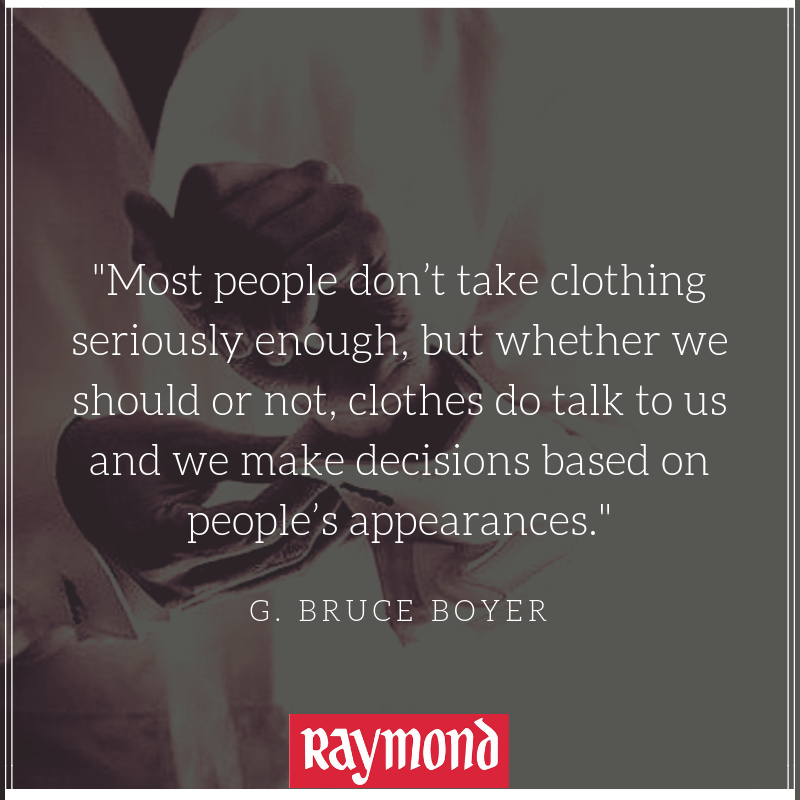 "Most people don’t take clothing
seriously enough, but whether we
should or not, clothes do talk to us
and we make decisions based on
people’s appearances."
G. BRUCE BOYER
Raymond